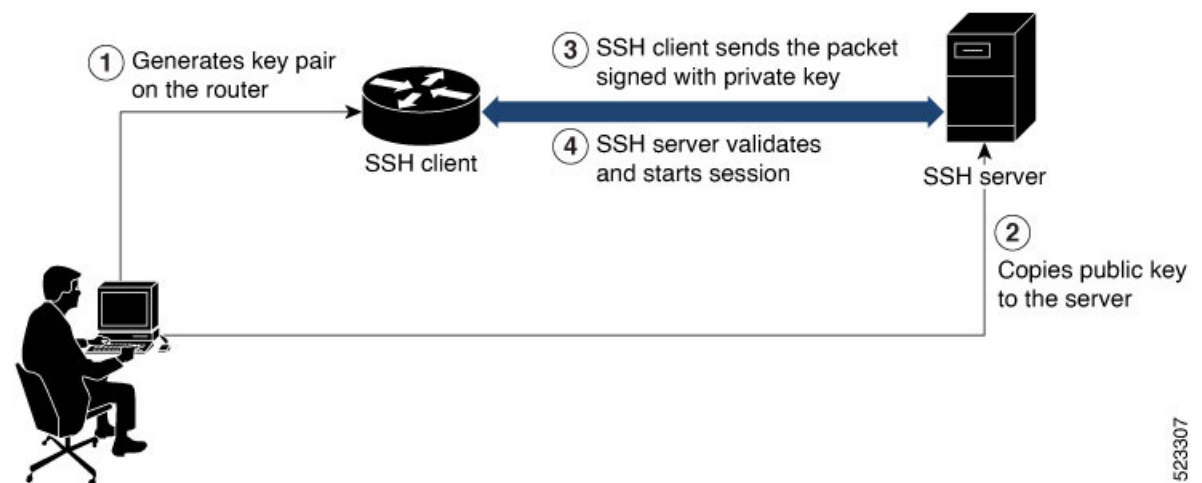 1 Generates key pair
on the router
SSH client
3 SSH client sends the packet
signed with private key
4 SSH server validates
and starts session
SSH server
2
Copies public key
to the server
523307